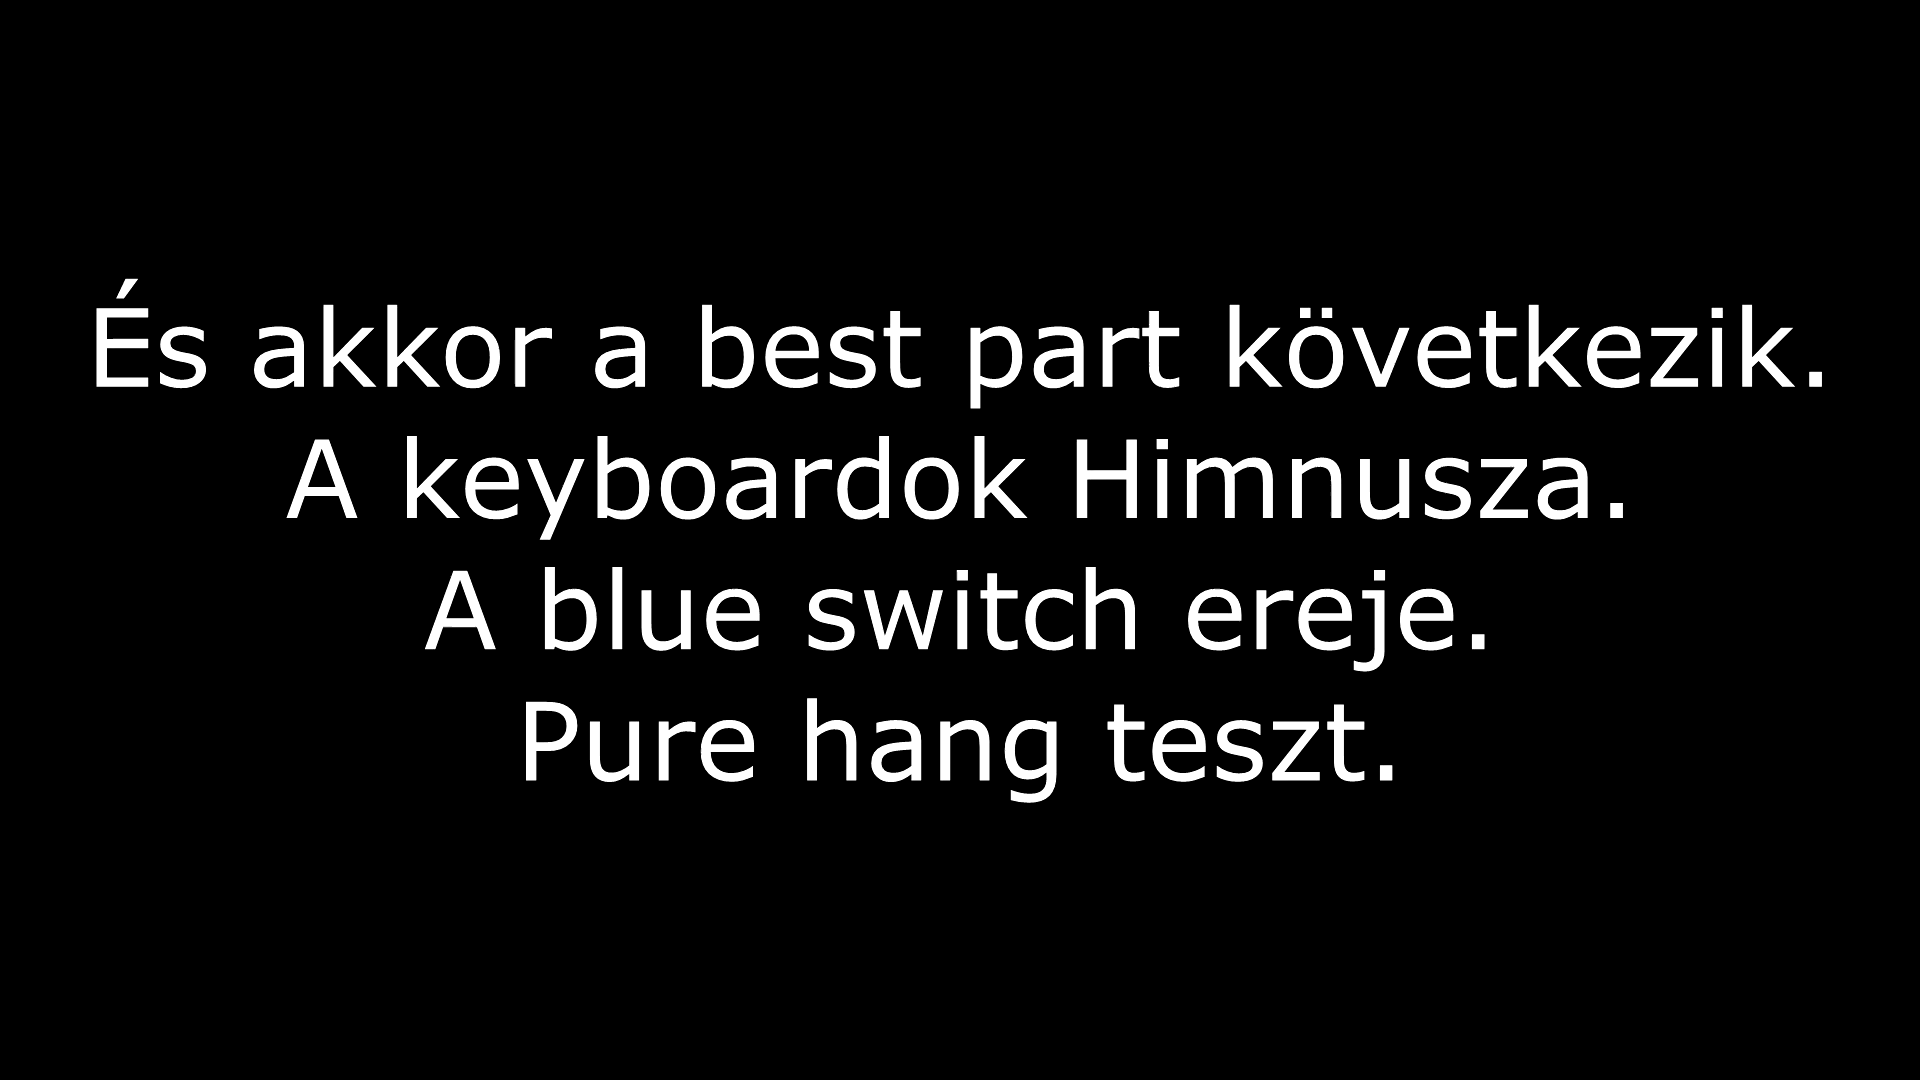 És akkor a best part következik.
A keyboardok Himnusza.
A blue switch ereje.
Pure hang teszt.